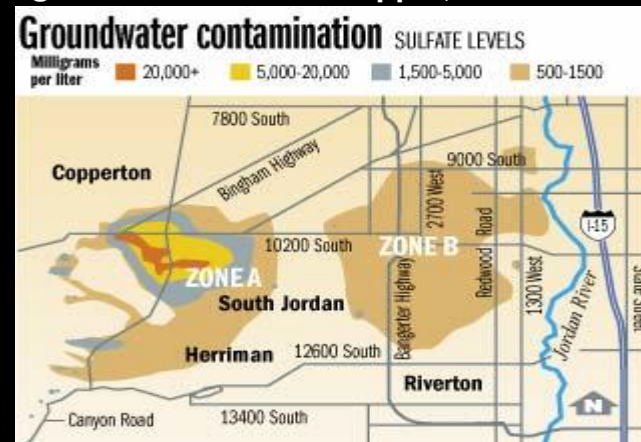 Groundwater contamination SULFATE LEVELS
Milligrams
per liter
20,000+
5,000-20,000
1,500-5,000
500-1500
7800 South
Copperton
Bingham Highway
9000 South
2700 West
I-15
10200 South
ZONE B
Redwood Road
ZONE A
1300 West
Bangerter Highway
South Jordan
Jordan River
State Street
Herriman
12600 South
Riverton
N
Canyon Road
13400 South